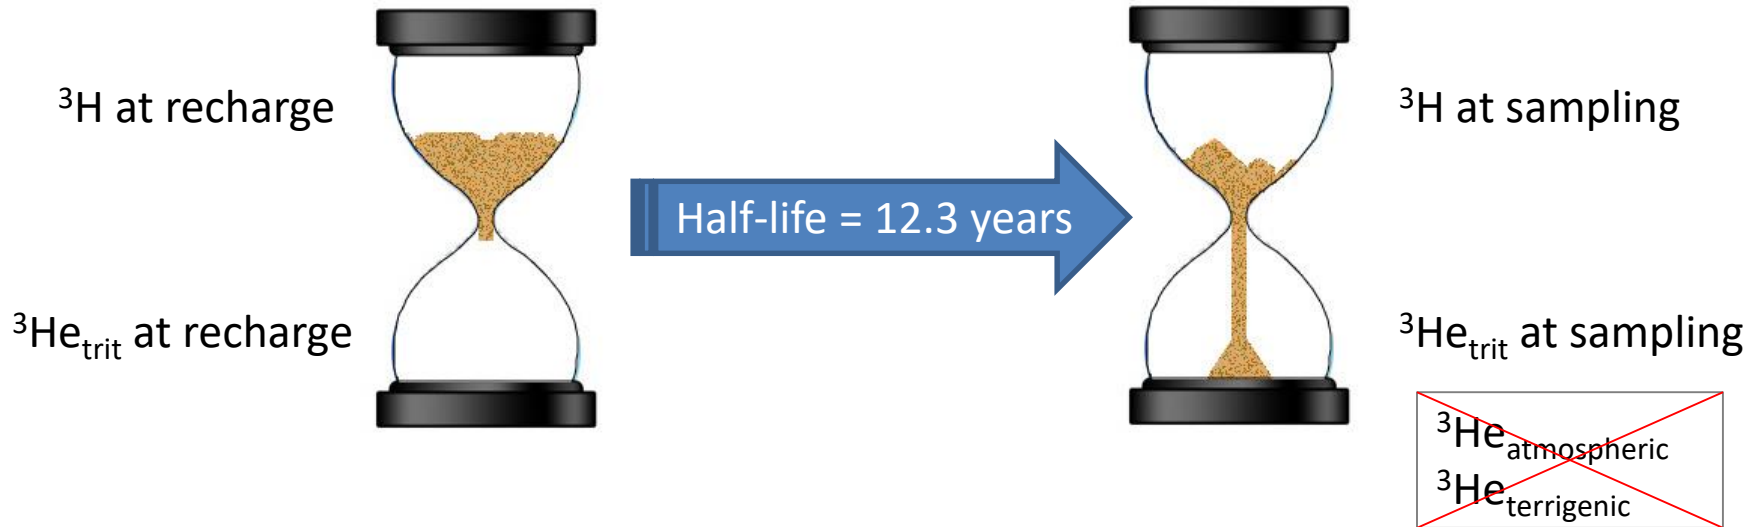 ³H at recharge
³H at sampling
Half-life = 12.3 years
³He_trit at recharge
³He_trit at sampling
³He_atmospheric
³He_terrigenic